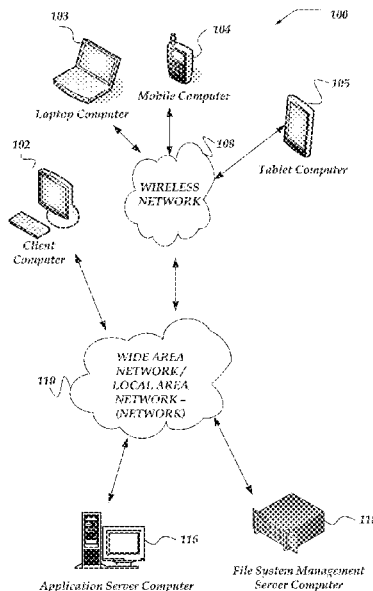 103
104
100
105
Laptop Computer
Mobile Computer
102
108
Tablet Computer
WIRELESS
NETWORK
Client
Computer
WIDE AREA
NETWORK/
LOCAL AREA
NETWORK -
(NETWORK)
110
116
Application Server Computer
File System Management
Server Computer